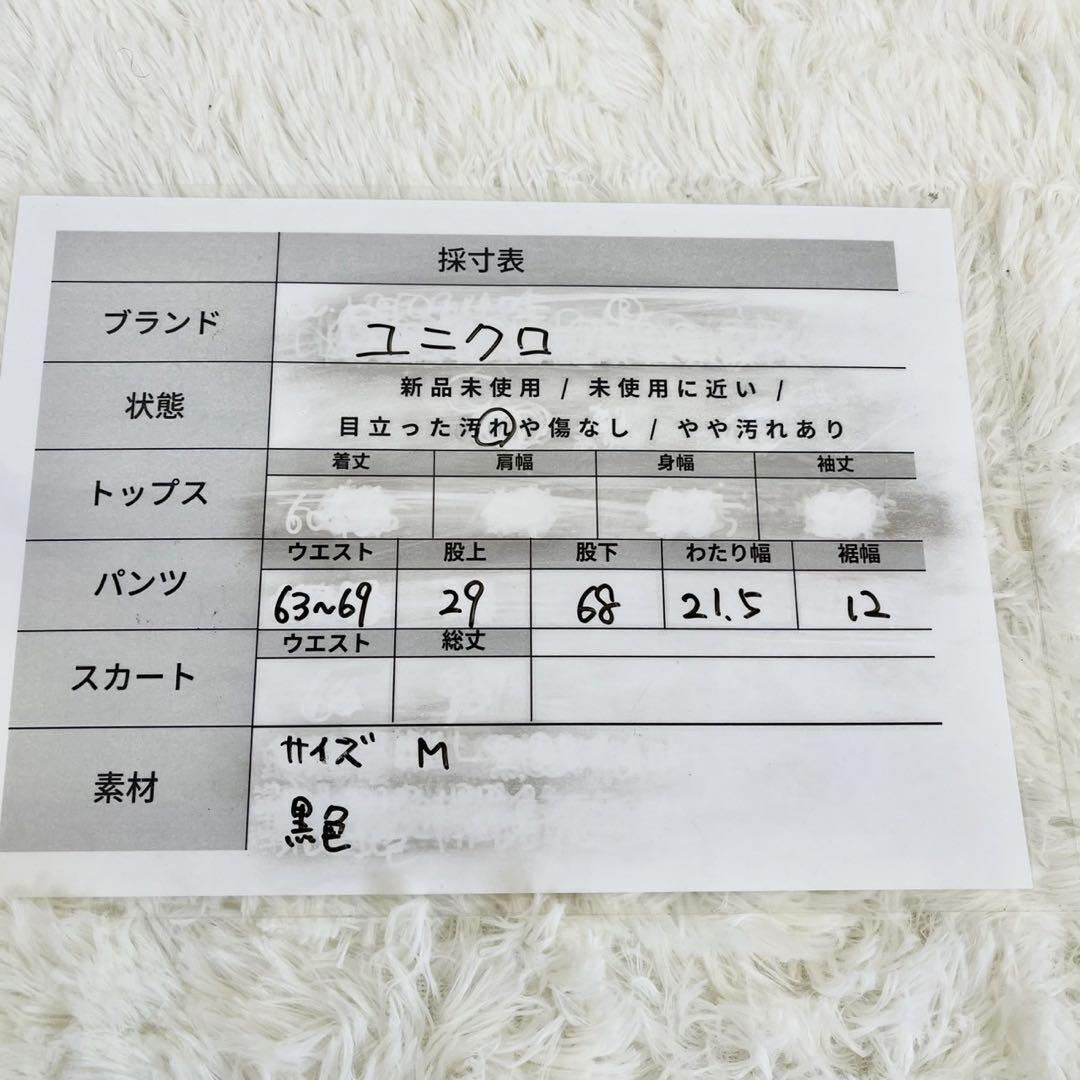 採寸表
ブランド
ユニクロ
状態
新品未使用 / 未使用に近い /
目立った汚れや傷なし / やや汚れあり
トップス
着丈 肩幅 身幅 袖丈
パンツ
ウエスト 股上 股下 わたり幅 裾幅
63~69 29 68 21.5 12
スカート
ウエスト 総丈
素材
サイズ M
黒色